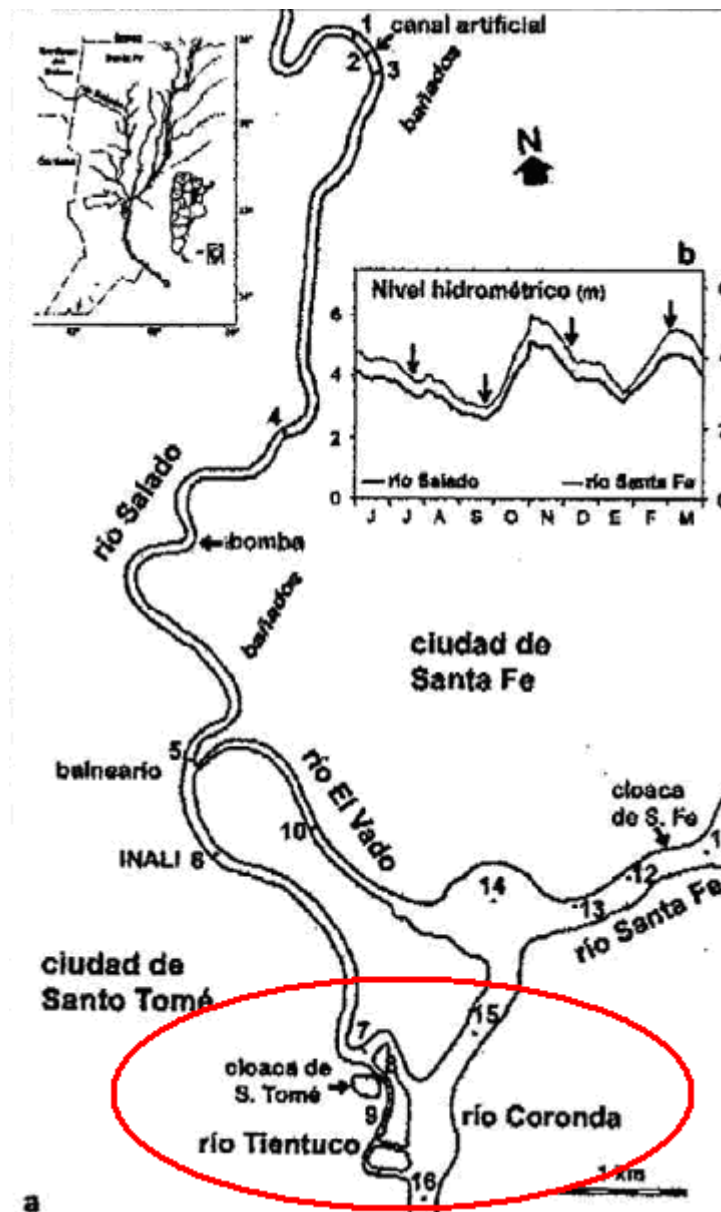 1
canal artificial
2
3
bañados
N
b
Nivel hidrométrico (m)
6
4
2
0
río Salado
río Santa Fe
J J A S O N D E F M
4
río Salado
bomba
bañados
ciudad de
Santa Fe
5
balneario
río El Vado
cloaca
de S. Fe
10
INALI 6
14
12
13
río Santa Fe
ciudad de
Santo Tomé
15
7
8
cloaca de
S. Tomé
9
río Coronda
río Tientuco
16
1 km
a